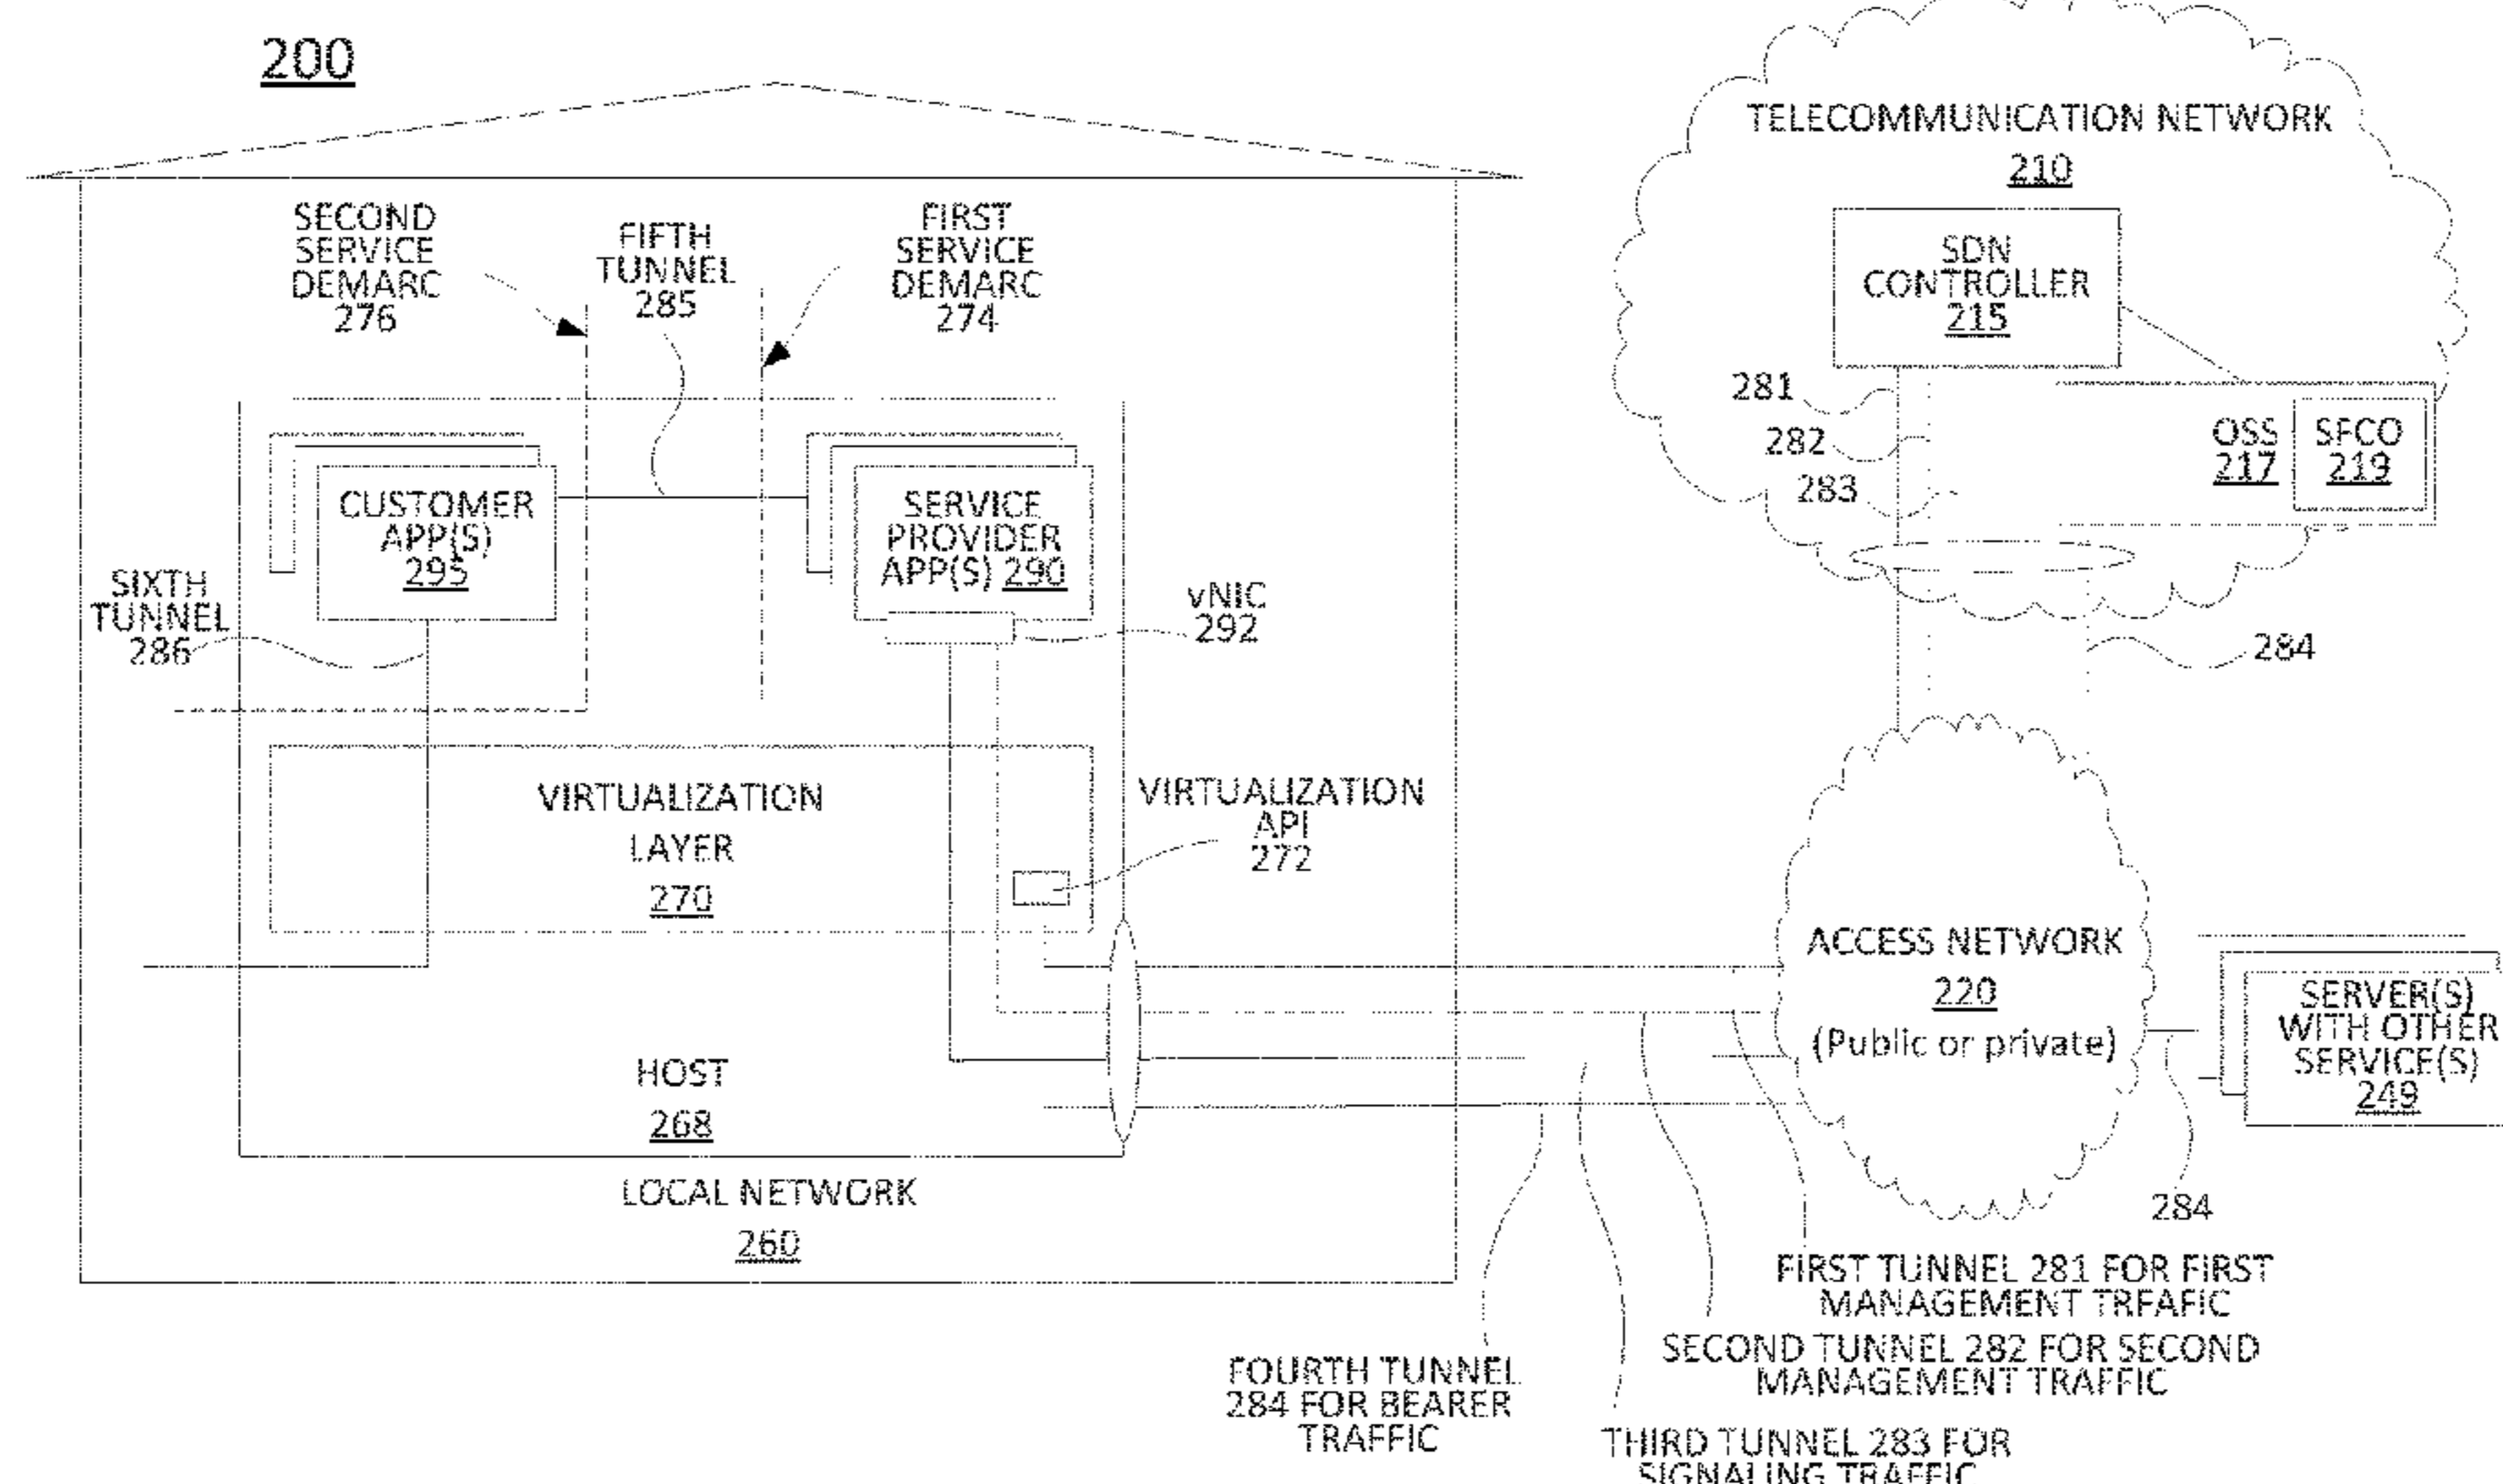 200
TELECOMMUNICATION NETWORK
210
SDN
CONTROLLER
215
SECOND
SERVICE
DEMARC
276
FIFTH
TUNNEL
285
FIRST
SERVICE
DEMARC
274
281
282
283
OSS
217
SFCO
219
CUSTOMER
APP(S)
295
SERVICE
PROVIDER
APP(S) 290
SIXTH
TUNNEL
286
vNIC
292
284
VIRTUALIZATION
LAYER
270
VIRTUALIZATION
API
272
ACCESS NETWORK
220
(Public or private)
SERVER(S)
WITH OTHER
SERVICE(S)
249
HOST
268
LOCAL NETWORK
260
284
FIRST TUNNEL 281 FOR FIRST
MANAGEMENT TRFAFIC
SECOND TUNNEL 282 FOR SECOND
MANAGEMENT TRAFFIC
FOURTH TUNNEL
284 FOR BEARER
TRAFFIC
THIRD TUNNEL 283 FOR
SIGNALING TRAFFIC